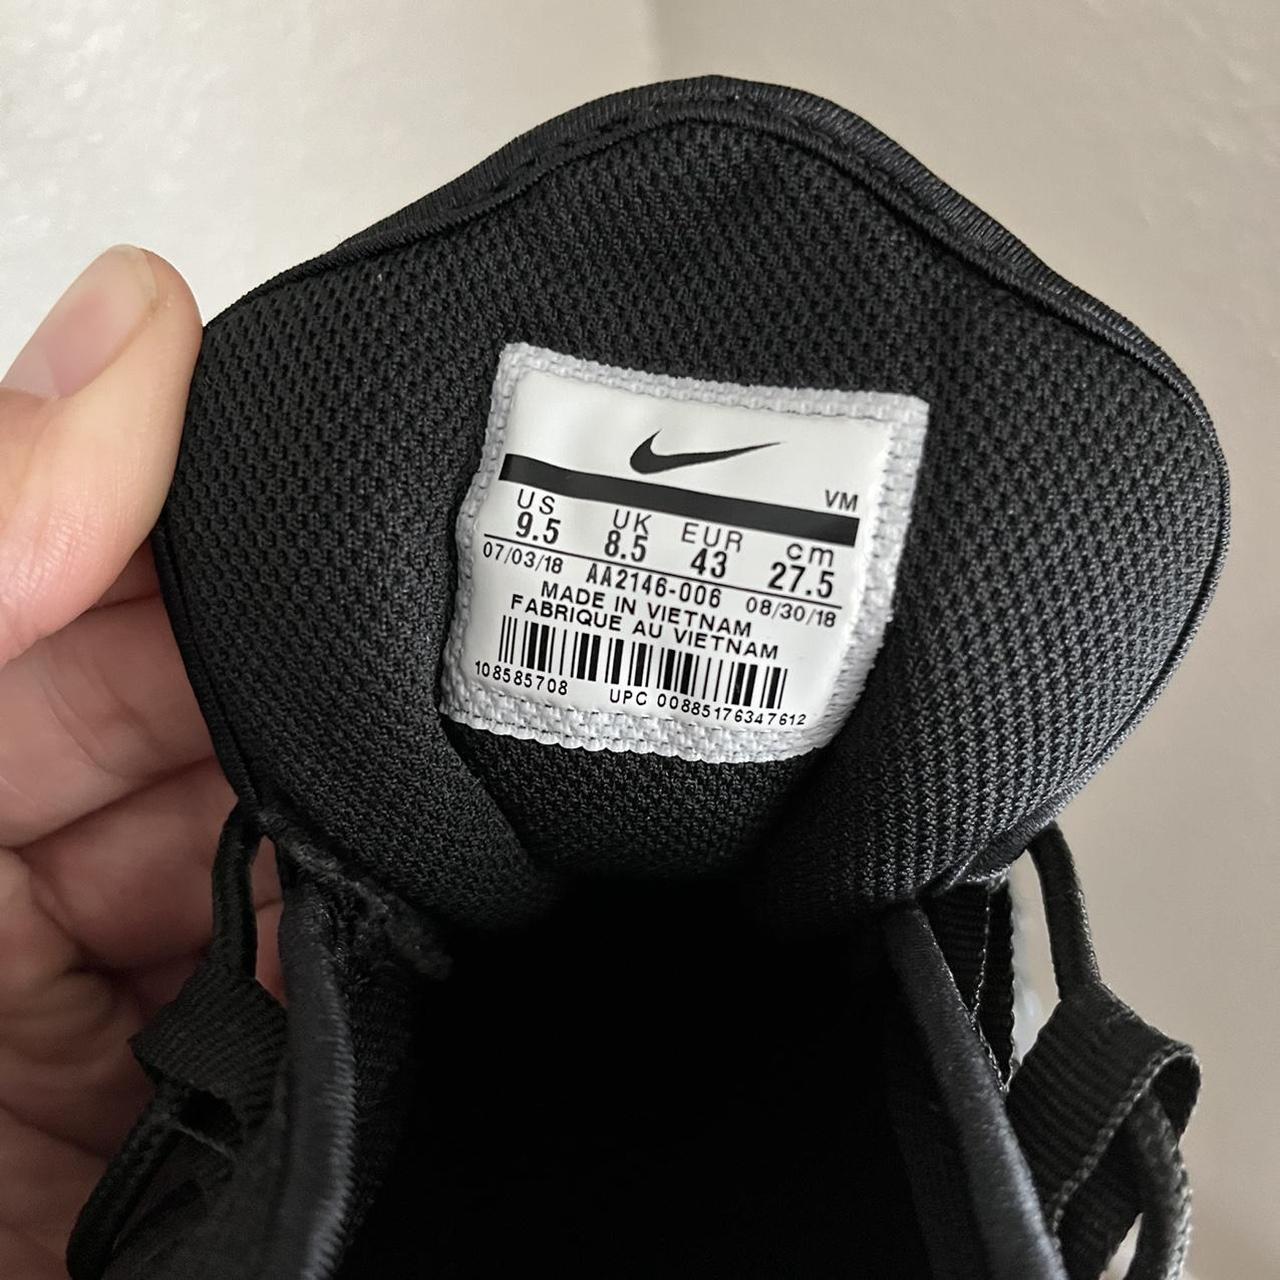 VM
US UK EUR cm
9.5 8.5 43 27.5
07/03/18 AA2146-006 08/30/18
MADE IN VIETNAM
FABRIQUE AU VIETNAM
108585708 UPC 00885176347612